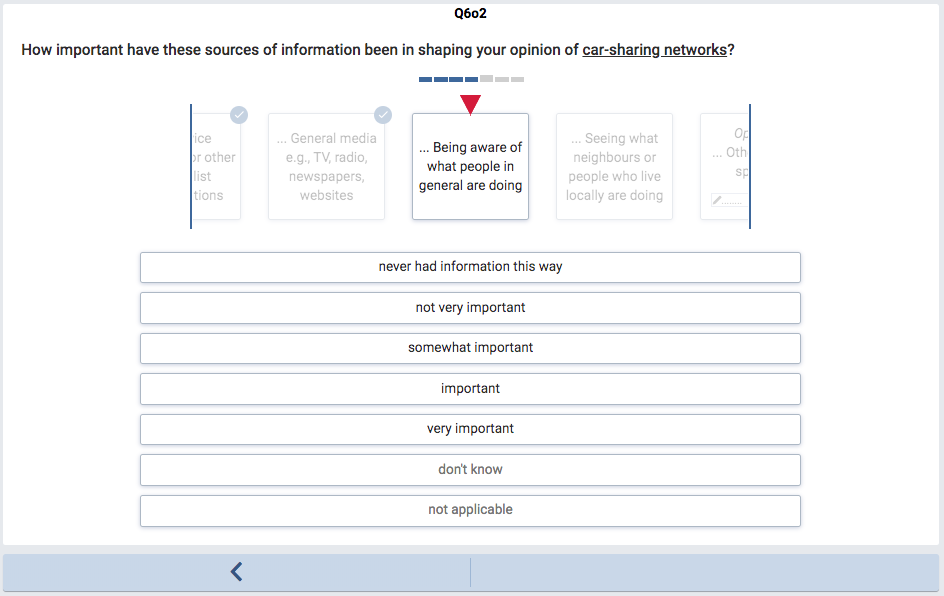 Q6o2
How important have these sources of information been in shaping your opinion of car-sharing networks?
ice
or other
list
tions
... General media
e.g., TV, radio,
newspapers,
websites
... Being aware of
what people in
general are doing
... Seeing what
neighbours or
people who live
locally are doing
Op
... Oth
sp
never had information this way
not very important
somewhat important
important
very important
don't know
not applicable